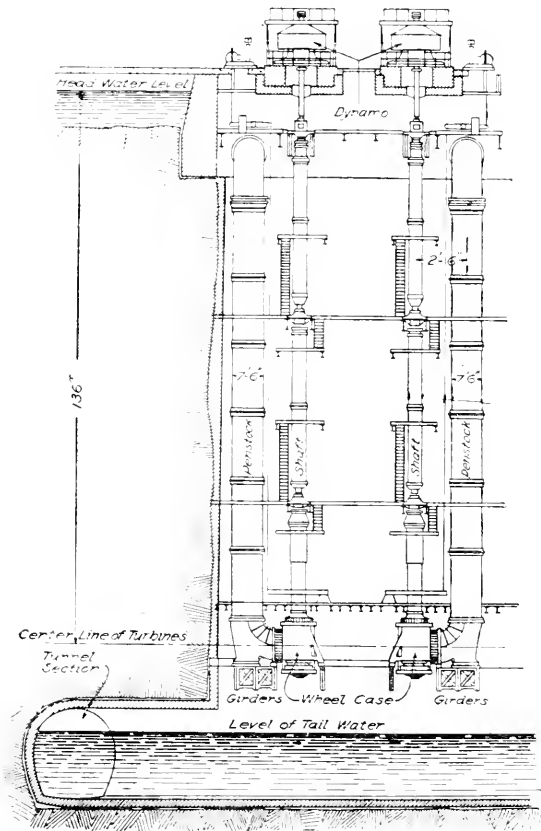 Head Water Level
Dynamo
2'-6"
136'
7'-6"
7'-6"
Penstock
Shaft
Shaft
Penstock
Center Line of Turbines
Tunnel
Section
Girders
Wheel Case
Girders
Level of Tail Water